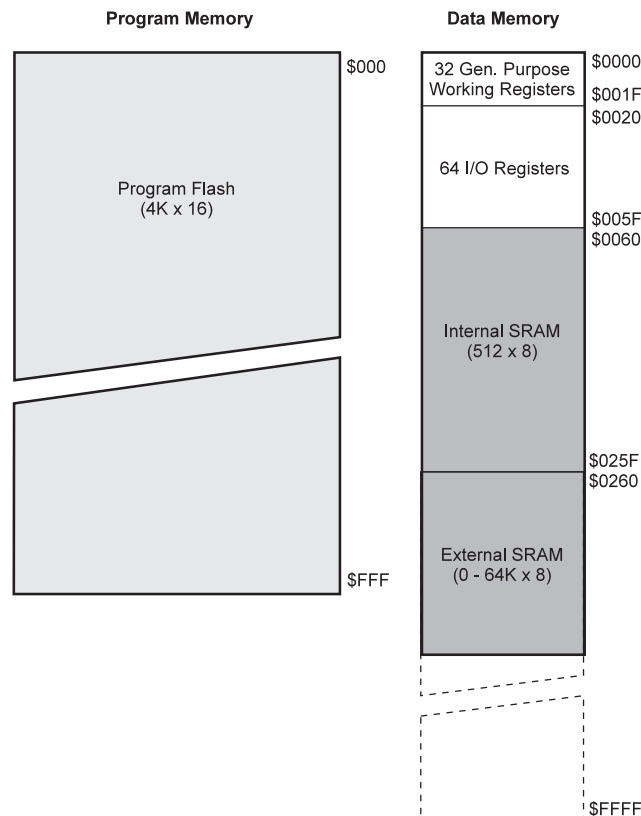 Program Memory
$000
Program Flash
(4K x 16)
$FFF
Data Memory
32 Gen. Purpose
Working Registers
$0000
$001F
$0020
64 I/O Registers
$005F
$0060
Internal SRAM
(512 x 8)
$025F
$0260
External SRAM
(0 - 64K x 8)
$FFFF